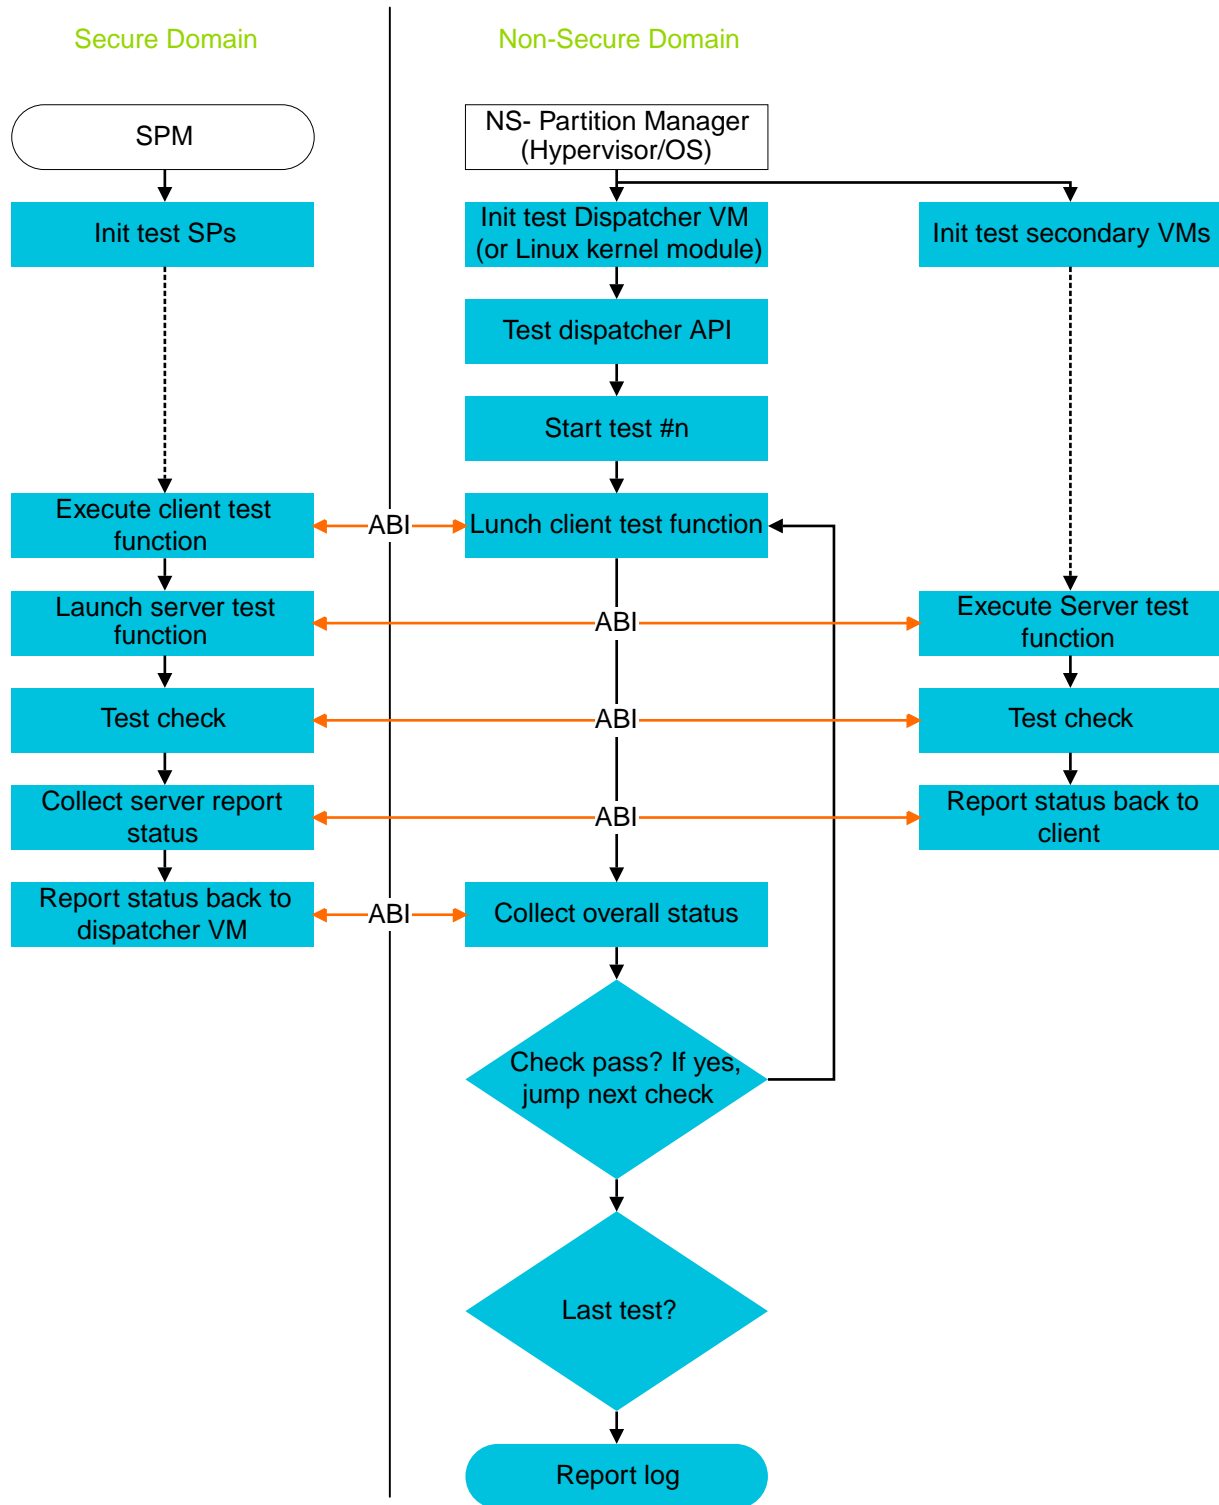 Secure Domain
Non-Secure Domain
SPM
NS- Partition Manager
(Hypervisor/OS)
Init test SPs
Init test Dispatcher VM
(or Linux kernel module)
Init test secondary VMs
Test dispatcher API
Start test #n
Execute client test
function
ABI
Lunch client test function
Launch server test
function
ABI
Execute Server test
function
Test check
ABI
Test check
Collect server report
status
ABI
Report status back to
client
Report status back to
dispatcher VM
ABI
Collect overall status
Check pass? If yes,
jump next check
Last test?
Report log